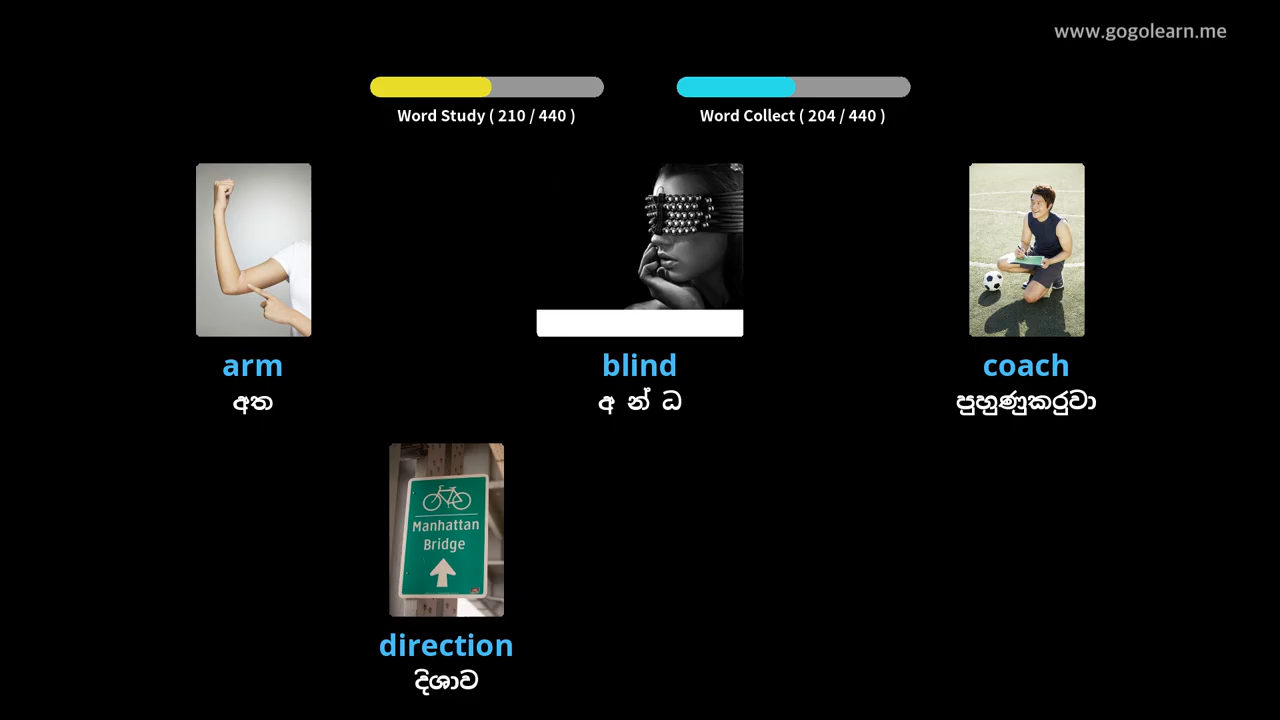 www.gogolearn.me
Word Study ( 210 / 440 )
Word Collect ( 204 / 440 )
arm
අත
blind
අ න් ධ
coach
පුහුණුකරුවා
Manhattan
Bridge
direction
දිශාව